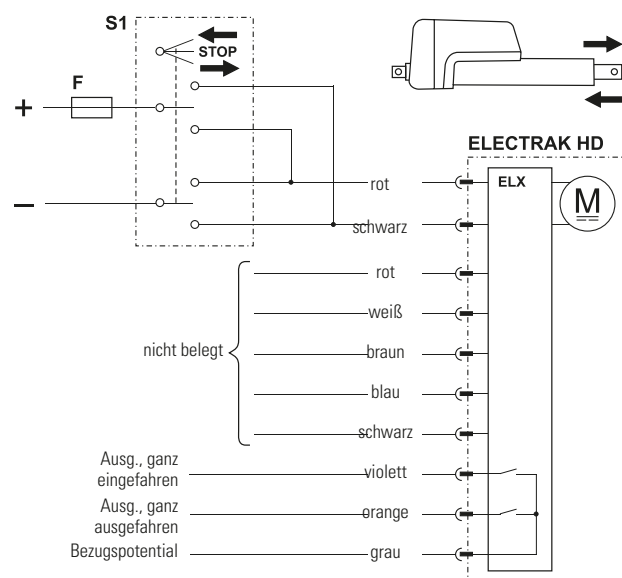 S1
STOP
F
+
–
ELECTRAK HD
rot
ELX
M
schwarz
rot
weiß
nicht belegt
braun
blau
schwarz
Ausg., ganz
eingefahren
violett
Ausg., ganz
ausgefahren
orange
Bezugspotential
grau